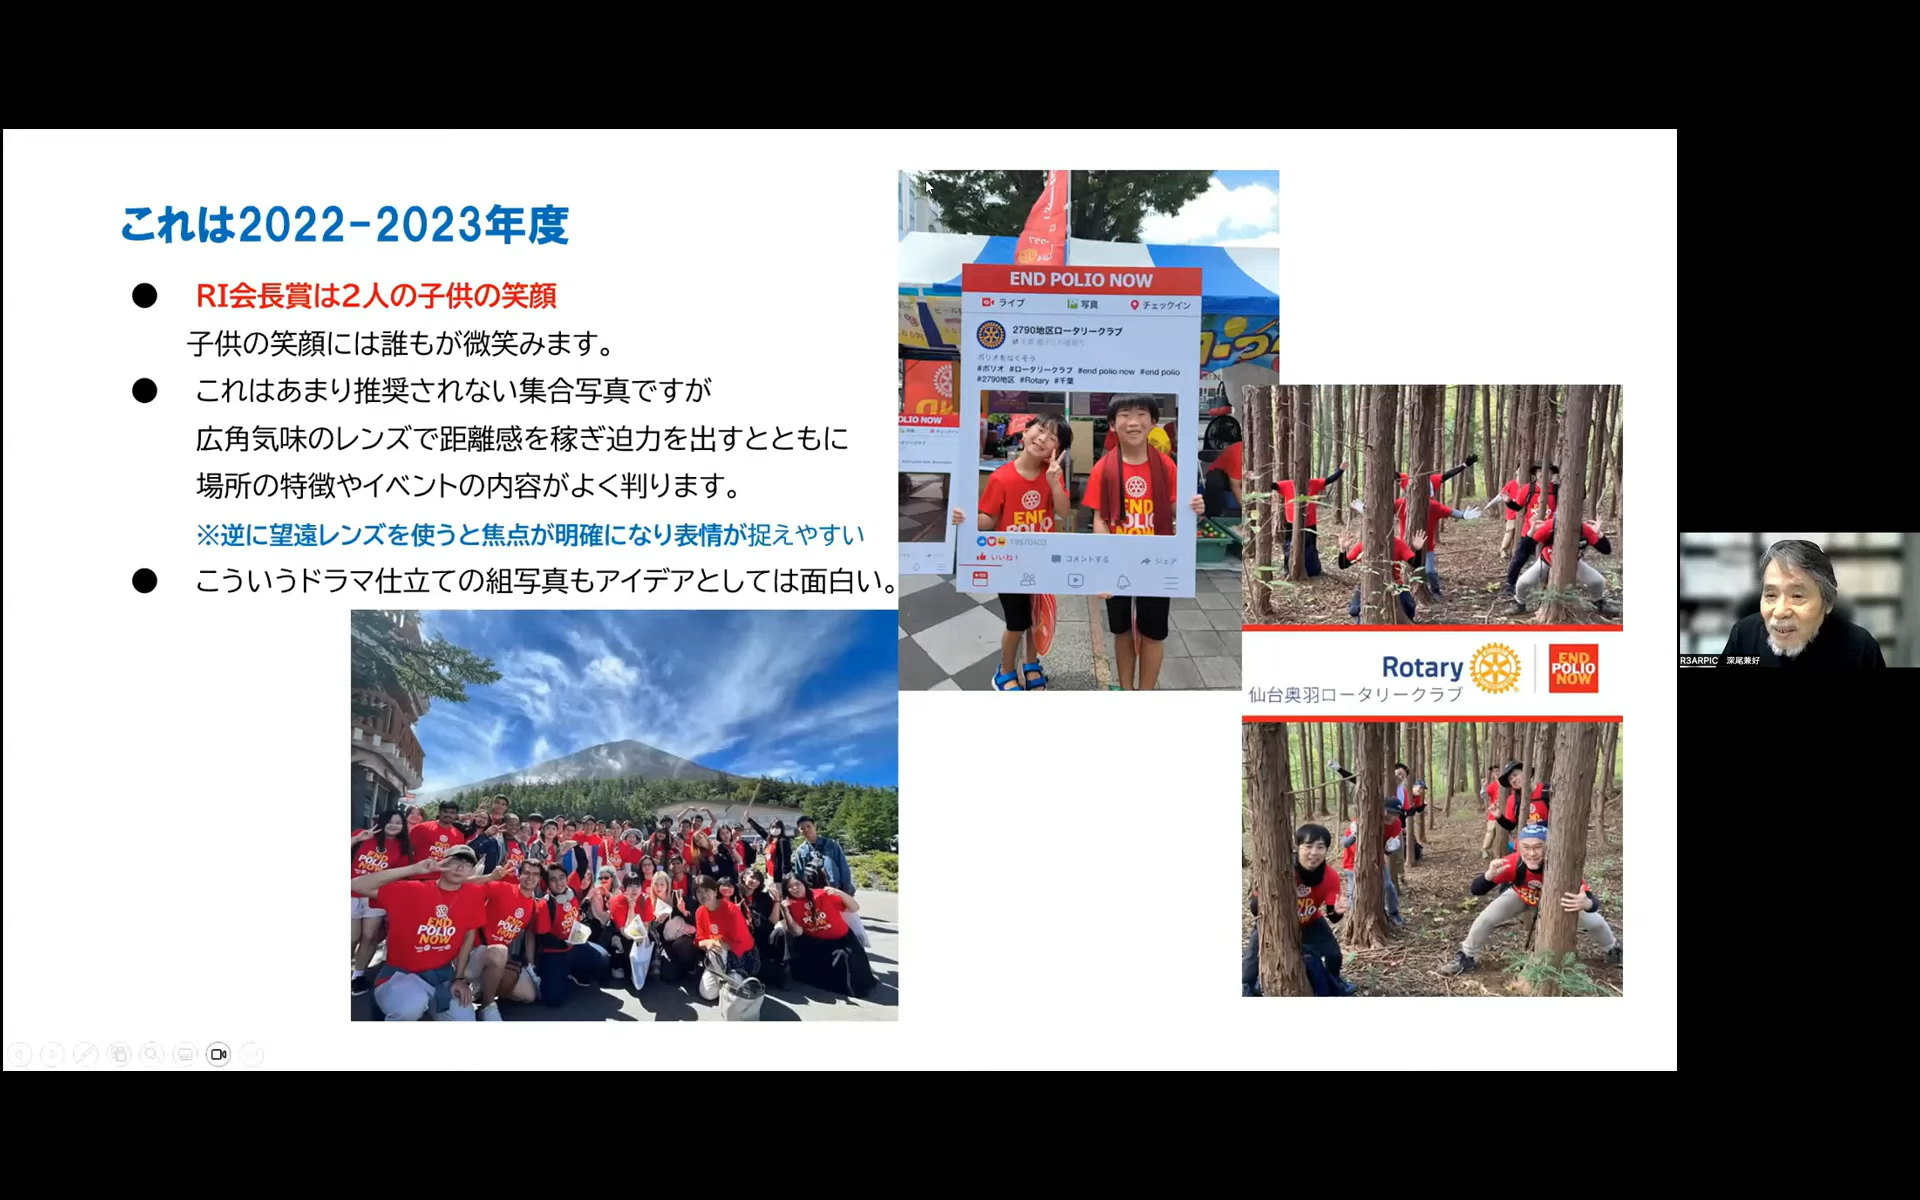 これは2022-2023年度
● RI会長賞は2人の子供の笑顔
子供の笑顔には誰もが微笑みます。
● これはあまり推奨されない集合写真ですが
広角気味のレンズで距離感を稼ぎ迫力を出すとともに
場所の特徴やイベントの内容がよく判ります。
※逆に望遠レンズを使うと焦点が明確になり表情が捉えやすい
● こういうドラマ仕立ての組写真もアイデアとしては面白い。
END POLIO NOW
ライブ 写真 チェックイン
2790地区ロータリークラブ
ポリオをなくそう
#ポリオ #ロータリークラブ #end polio now #end polio
#2790地区 #Rotary #千葉
いいね! コメントする シェア
Rotary
仙台奥羽ロータリークラブ
END
POLIO
NOW
END
POLIO
NOW
R3ARPIC 深尾兼好